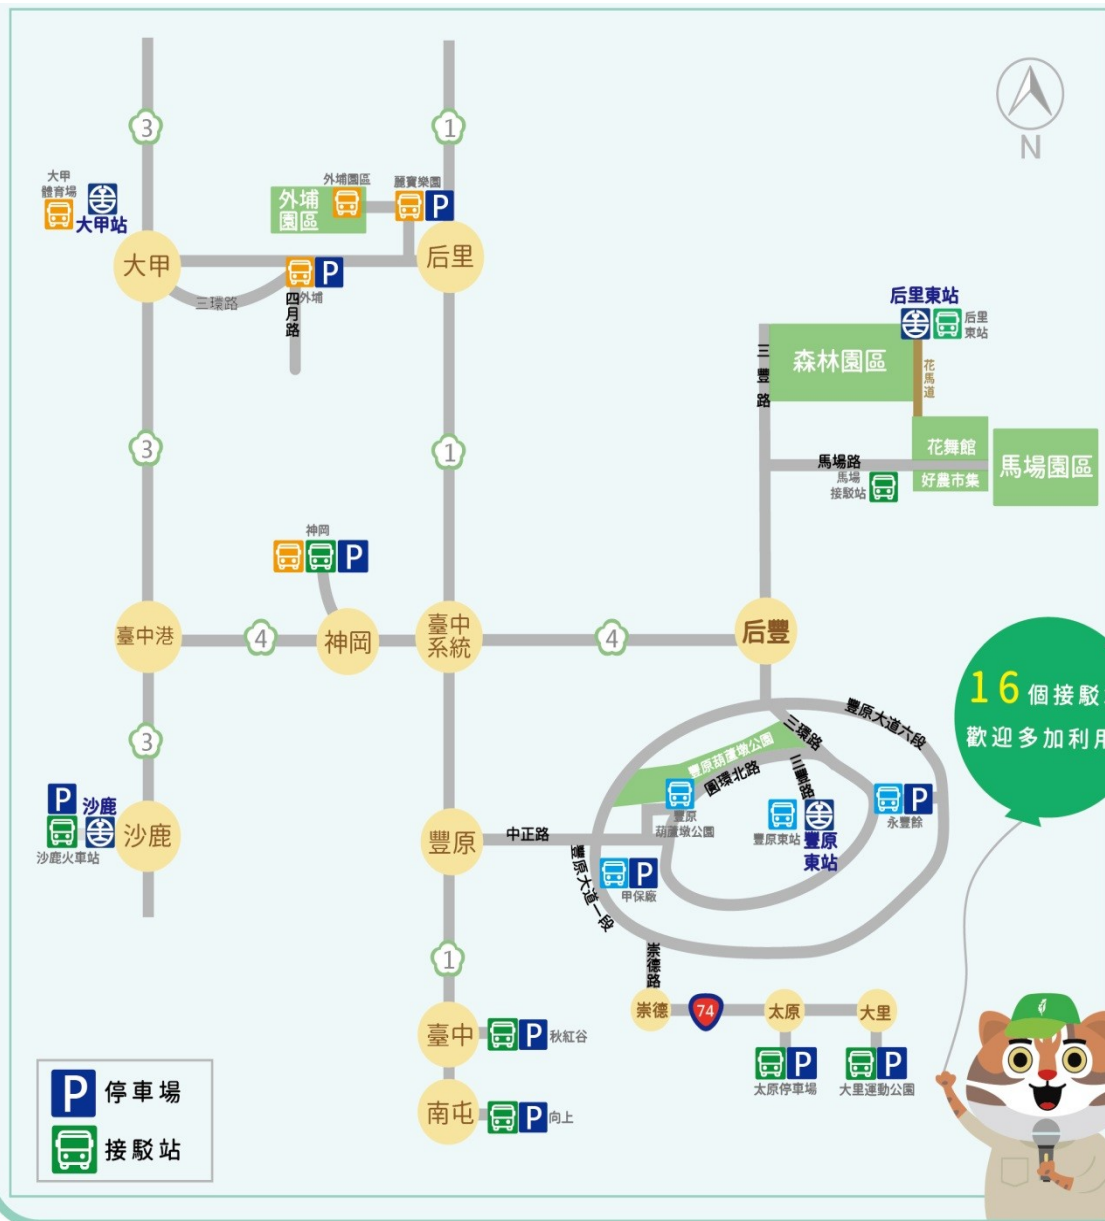 N
3
1
大甲
體育場
大甲站
外埔園區
外埔
園區
麗寶樂園
P
大甲
后里
P
三環路
外埔
四月路
后里東站
后里
東站
三豐路
森林園區
花馬道
花舞館
馬場園區
馬場路
好農市集
馬場
接駁站
3
1
神岡
P
臺中港
4
神岡
臺中
系統
4
后豐
16個接駁
歡迎多加利用
3
豐原大道六段
三環路
豐原葫蘆墩公園
圓環北路
三豐路
P
沙鹿
沙鹿火車站
沙鹿
豐原
中正路
豐原
葫蘆墩公園
豐原東站
豐原
東站
P
永豐餘
豐原大道一段
P
甲保廠
1
崇德路
崇德
74
太原
大里
臺中
P
秋紅谷
P
太原停車場
P
大里運動公園
南屯
P
向上
P
停車場
接駁站